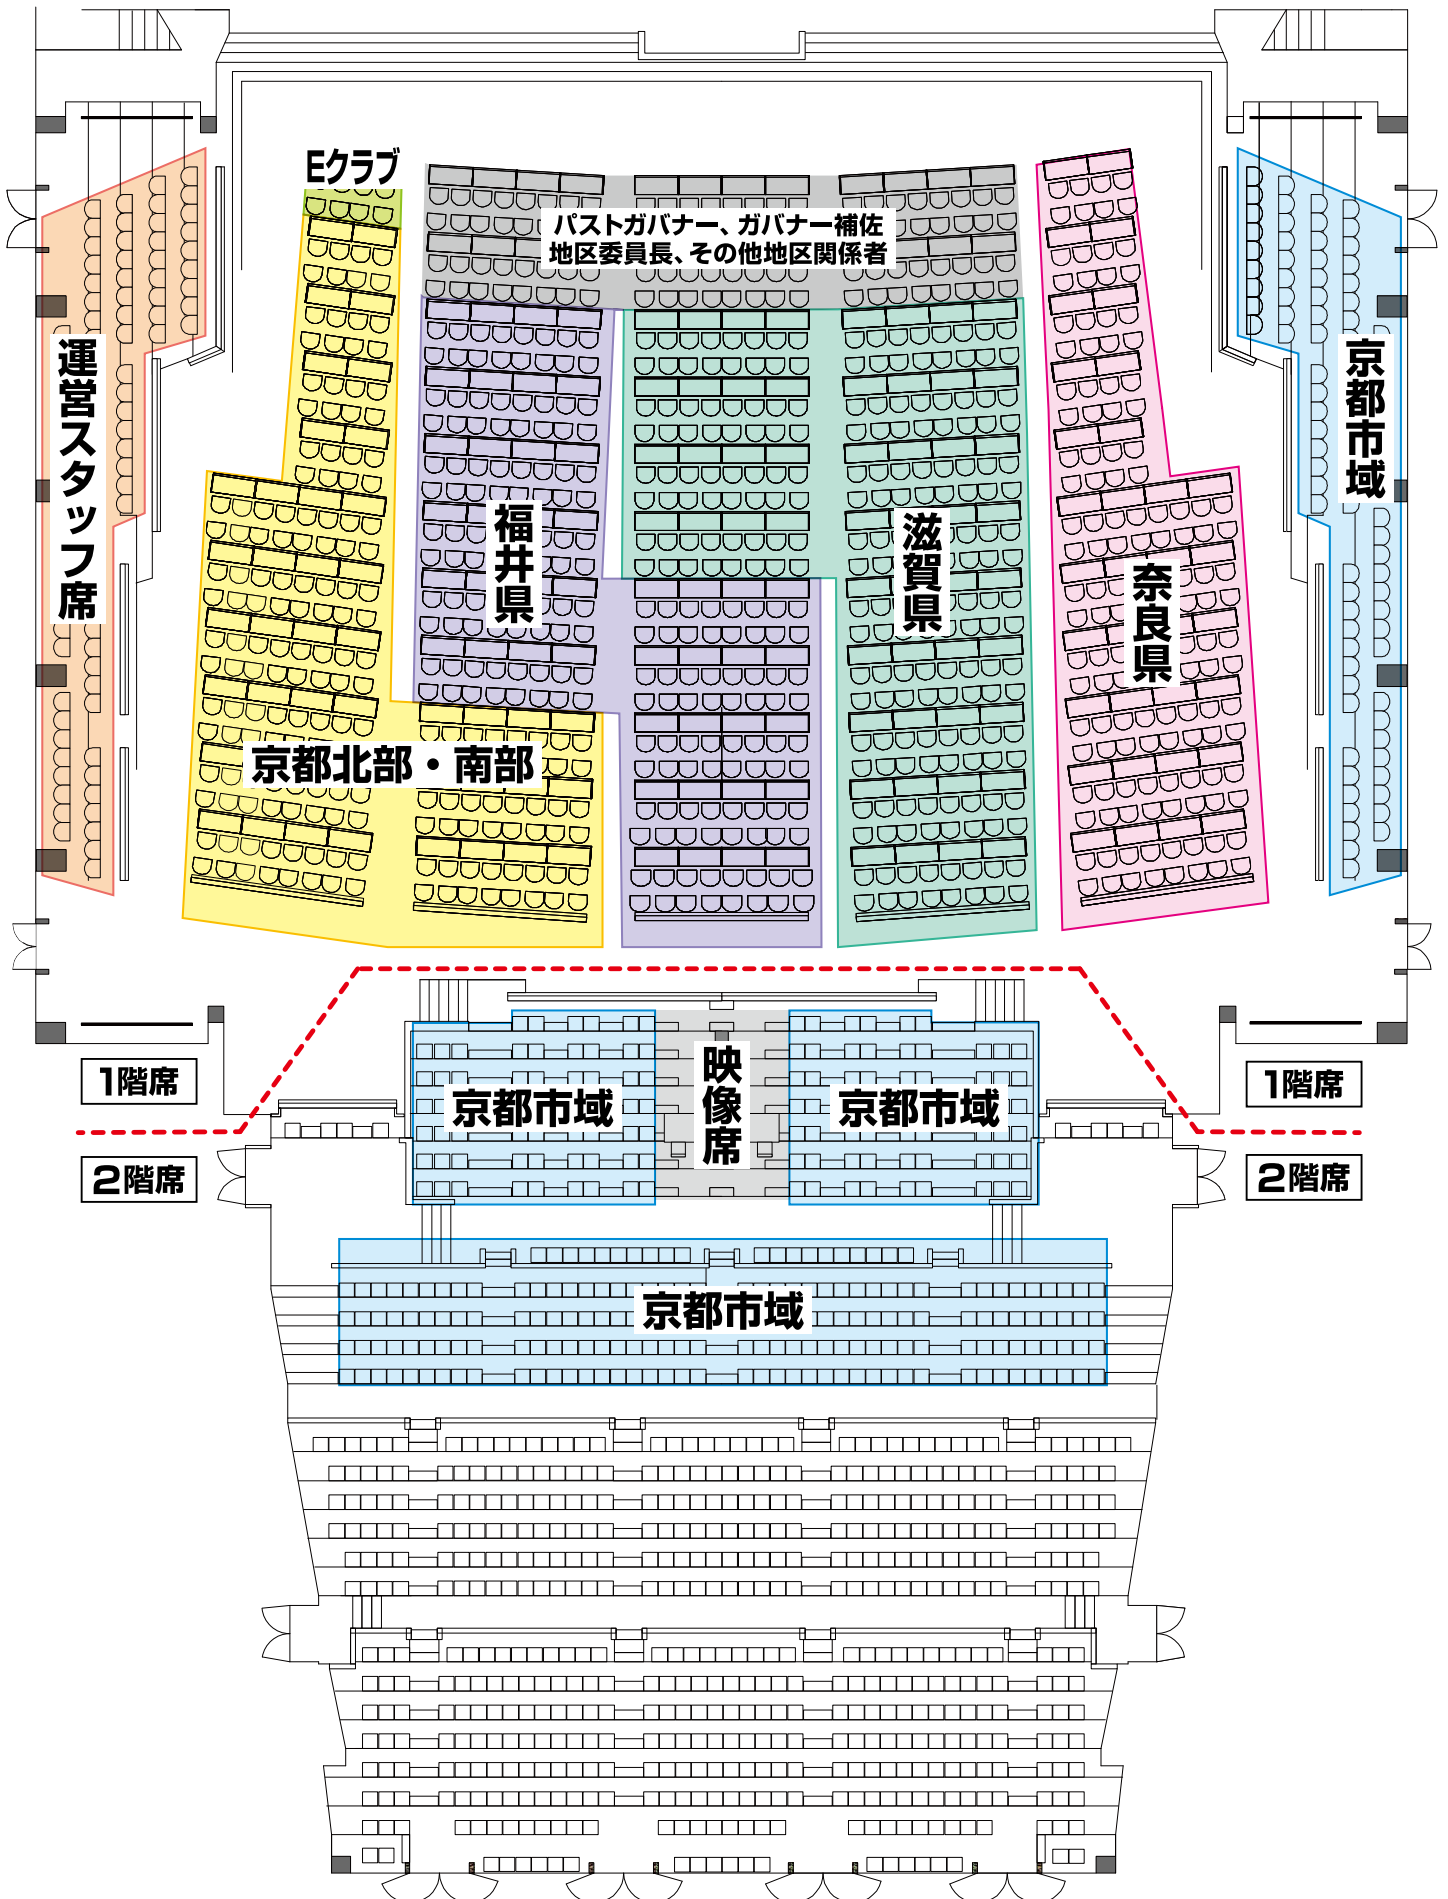 Eクラブ
パストガバナー、ガバナー補佐
地区委員長、その他地区関係者
運営スタッフ席
京都市域
福井県
滋賀県
奈良県
京都北部・南部
映像席
京都市域
京都市域
1階席
1階席
2階席
2階席
京都市域